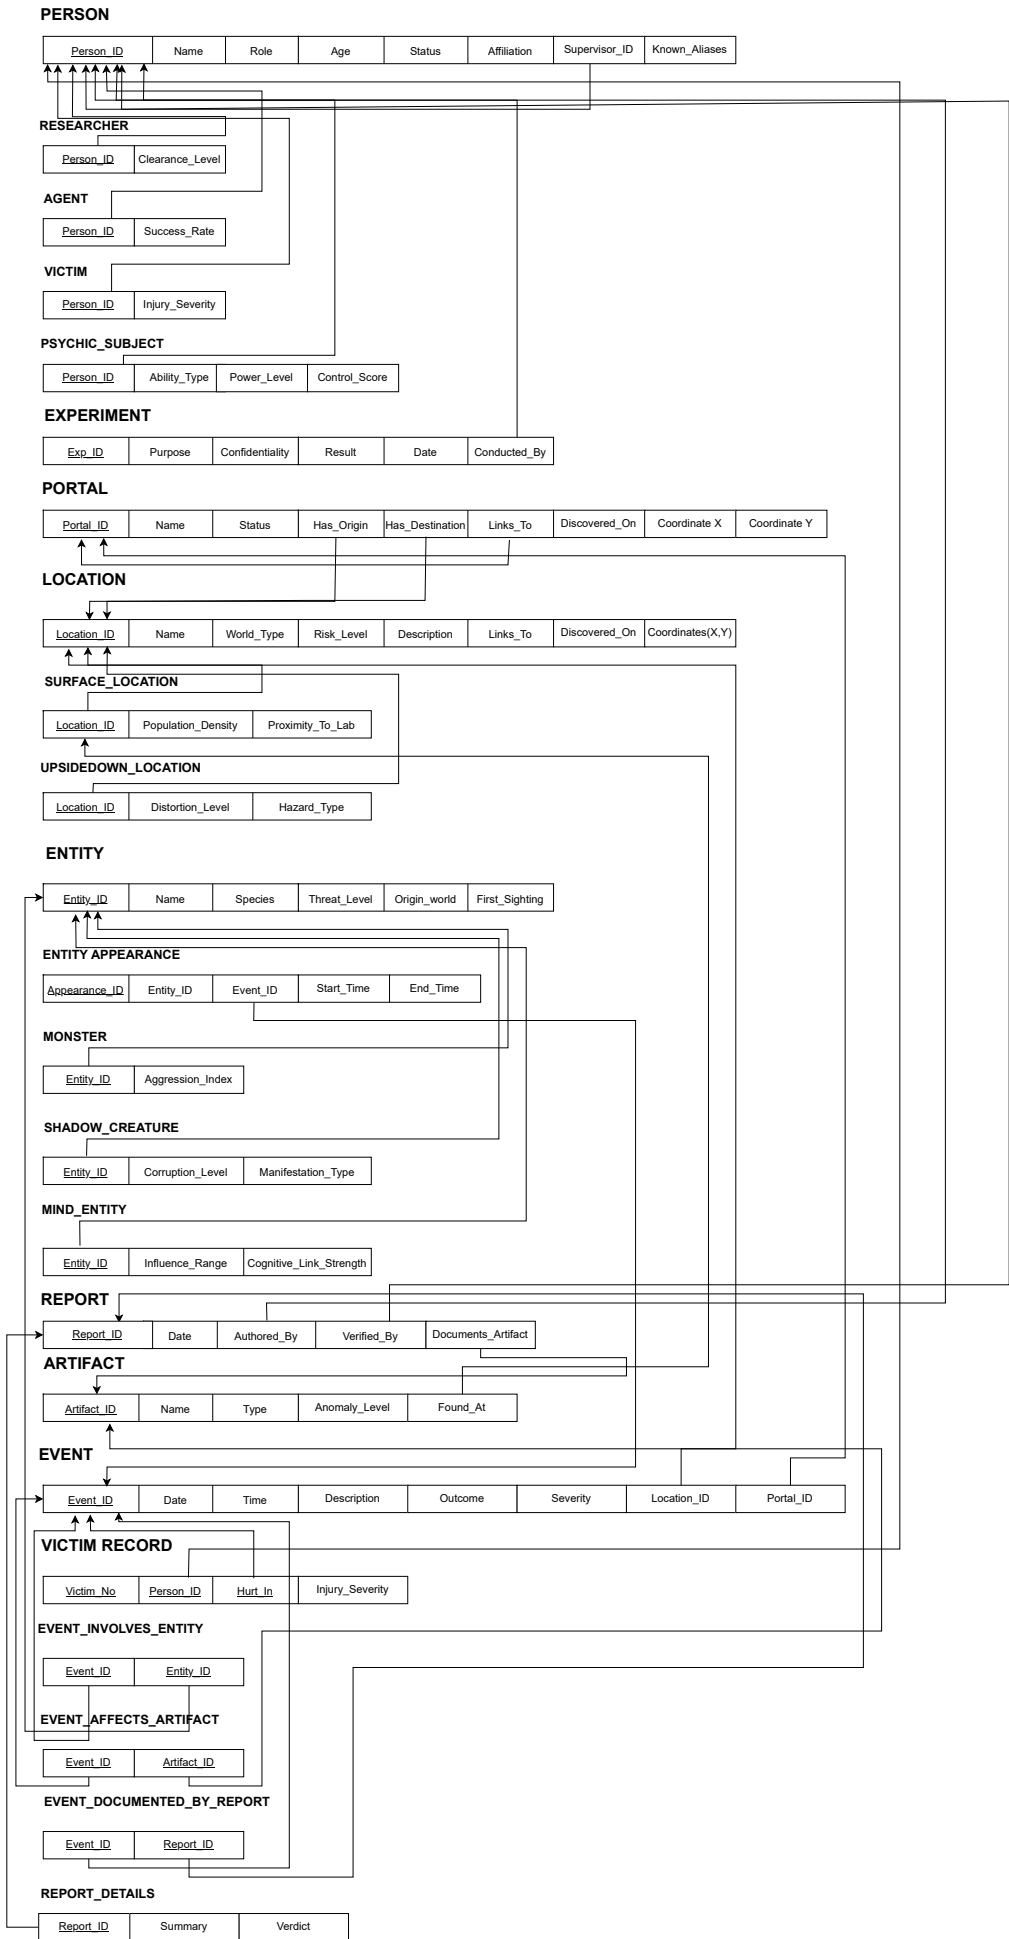 PERSON
Person_ID Name Role Age Status Affiliation Supervisor_ID Known_Aliases
RESEARCHER
Person_ID Clearance_Level
AGENT
Person_ID Success_Rate
VICTIM
Person_ID Injury_Severity
PSYCHIC_SUBJECT
Person_ID Ability_Type Power_Level Control_Score
EXPERIMENT
Exp_ID Purpose Confidentiality Result Date Conducted_By
PORTAL
Portal_ID Name Status Has_Origin Has_Destination Links_To Discovered_On Coordinate X Coordinate Y
LOCATION
Location_ID Name World_Type Risk_Level Description Links_To Discovered_On Coordinates(X,Y)
SURFACE_LOCATION
Location_ID Population_Density Proximity_To_Lab
UPSIDEDOWN_LOCATION
Location_ID Distortion_Level Hazard_Type
ENTITY
Entity_ID Name Species Threat_Level Origin_world First_Sighting
ENTITY APPEARANCE
Appearance_ID Entity_ID Event_ID Start_Time End_Time
MONSTER
Entity_ID Aggression_Index
SHADOW_CREATURE
Entity_ID Corruption_Level Manifestation_Type
MIND_ENTITY
Entity_ID Influence_Range Cognitive_Link_Strength
REPORT
Report_ID Date Authored_By Verified_By Documents_Artifact
ARTIFACT
Artifact_ID Name Type Anomaly_Level Found_At
EVENT
Event_ID Date Time Description Outcome Severity Location_ID Portal_ID
VICTIM RECORD
Victim_No Person_ID Hurt_In Injury_Severity
EVENT_INVOLVES_ENTITY
Event_ID Entity_ID
EVENT_AFFECTS_ARTIFACT
Event_ID Artifact_ID
EVENT_DOCUMENTED_BY_REPORT
Event_ID Report_ID
REPORT_DETAILS
Report_ID Summary Verdict